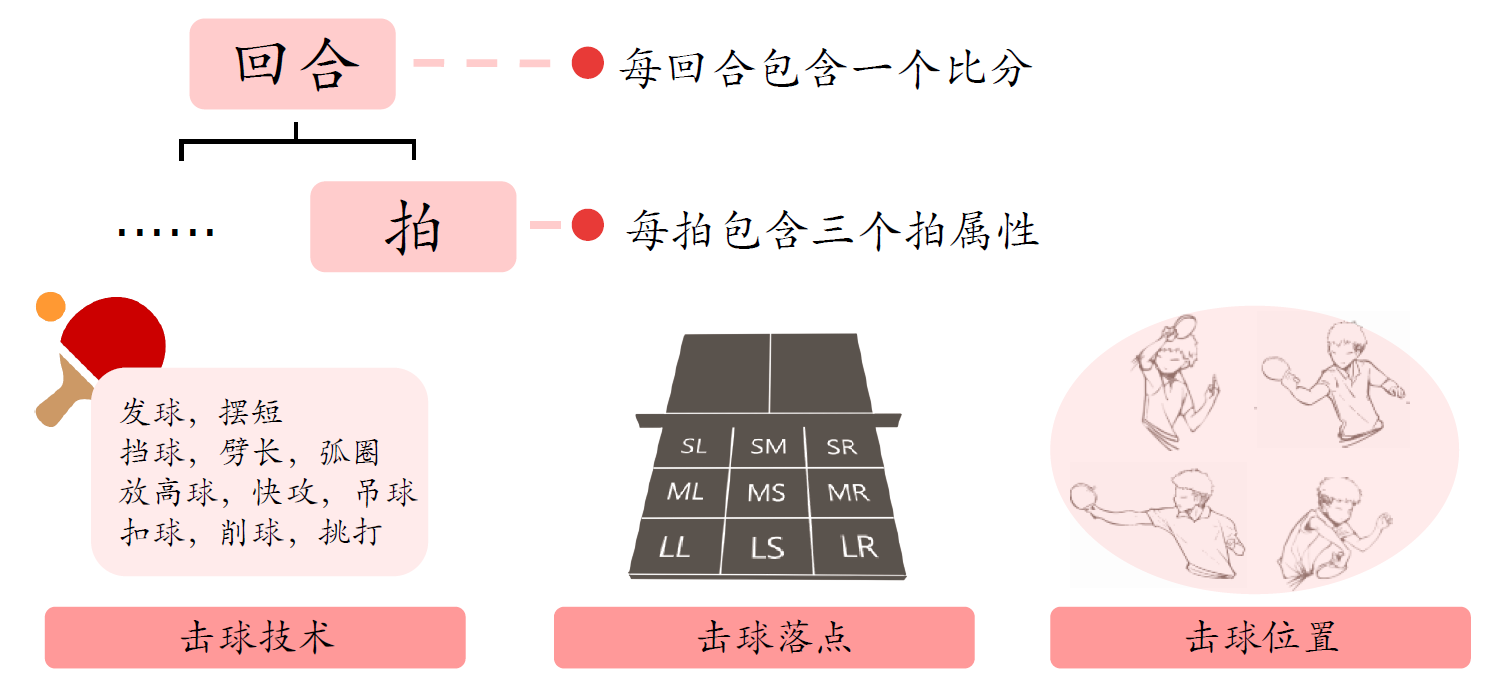 回合
每回合包含一个比分
……
拍
每拍包含三个拍属性
发球，摆短
挡球，劈长，弧圈
放高球，快攻，吊球
扣球，削球，挑打
SL SM SR
ML MS MR
LL LS LR
击球技术
击球落点
击球位置